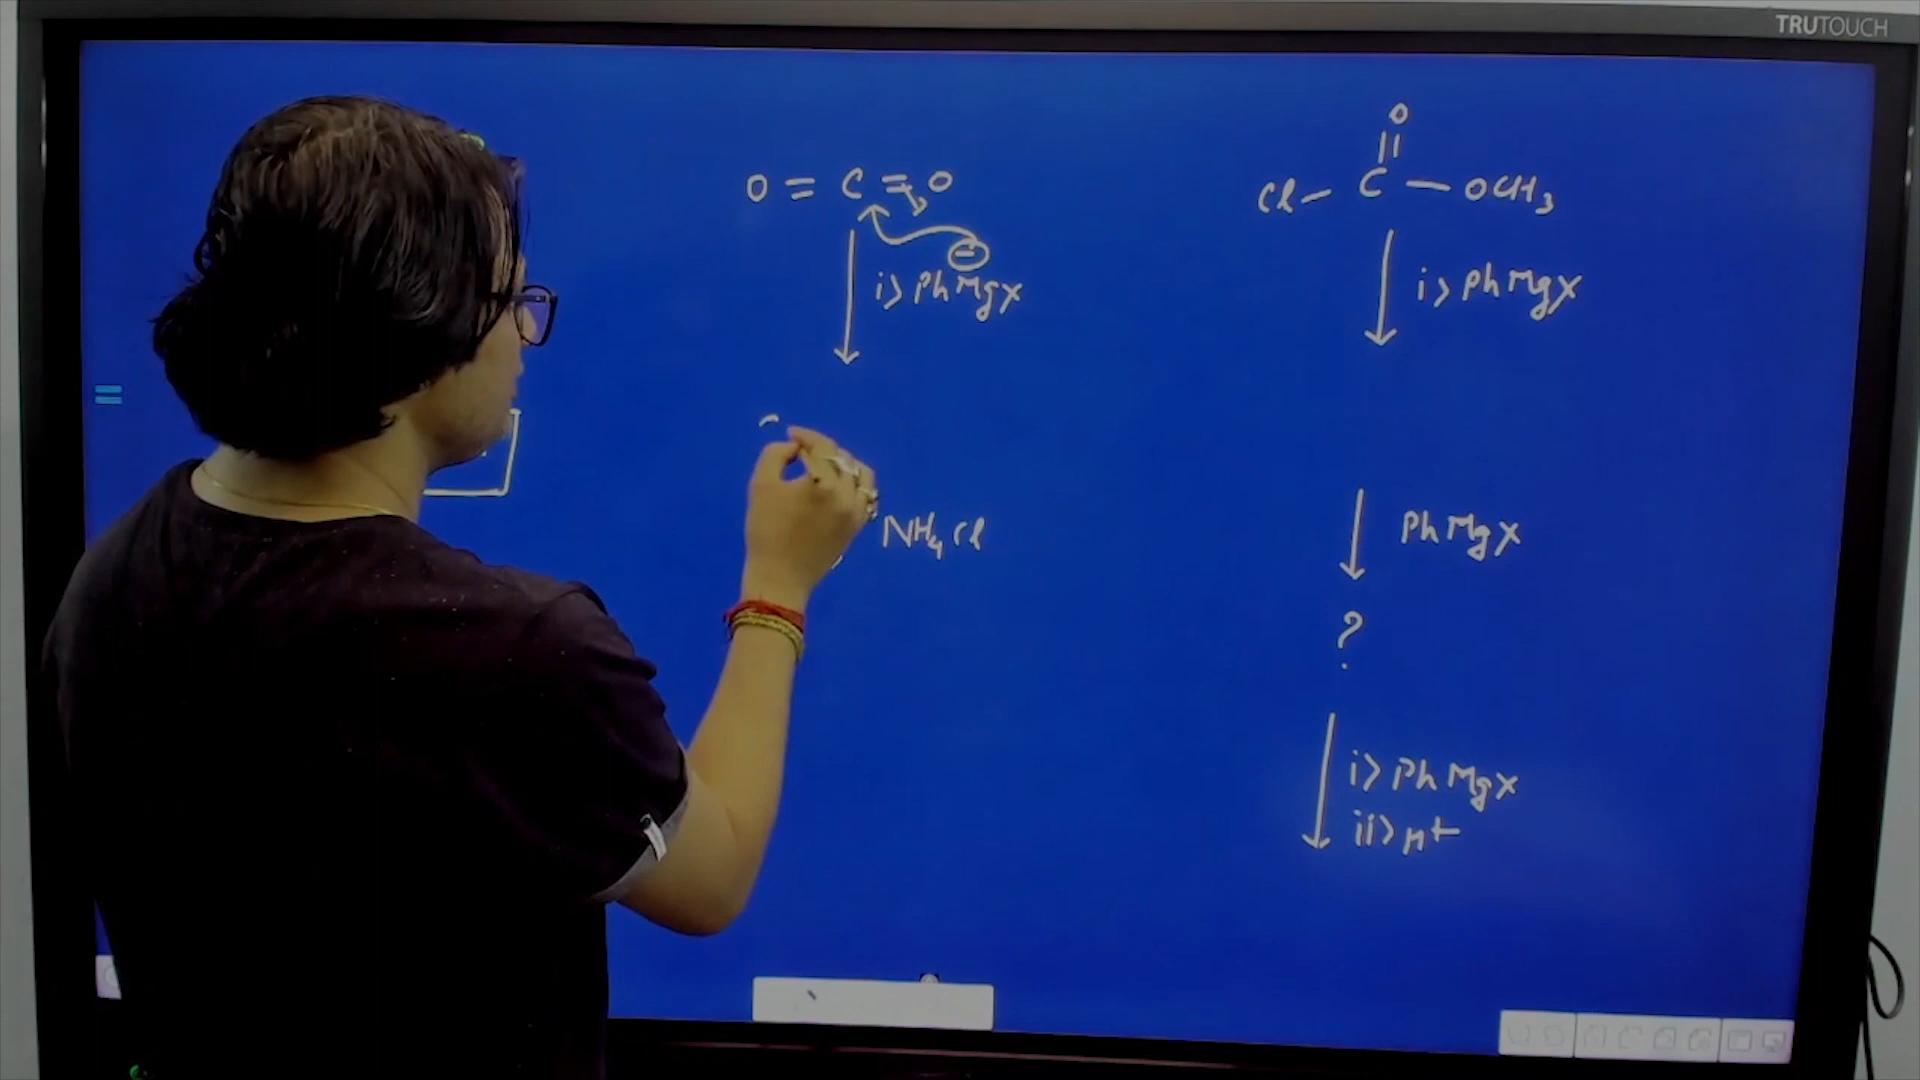 TRUTOUCH
O = C = O
i> PhMgX
NH4Cl
O
Cl - C - OCH3
i> PhMgX
PhMgX
?
i> PhMgX
ii> H+